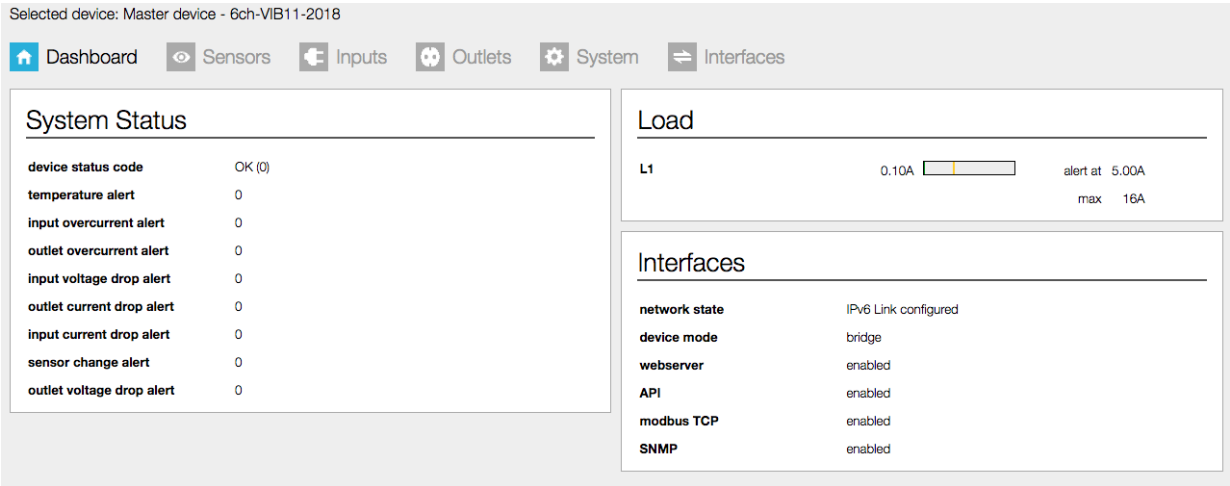 Selected device: Master device - 6ch-VIB11-2018
Dashboard Sensors Inputs Outlets System Interfaces
System Status
device status code OK (0)
temperature alert 0
input overcurrent alert 0
outlet overcurrent alert 0
input voltage drop alert 0
outlet current drop alert 0
input current drop alert 0
sensor change alert 0
outlet voltage drop alert 0
Load
L1 0.10A alert at 5.00A
max 16A
Interfaces
network state IPv6 Link configured
device mode bridge
webserver enabled
API enabled
modbus TCP enabled
SNMP enabled